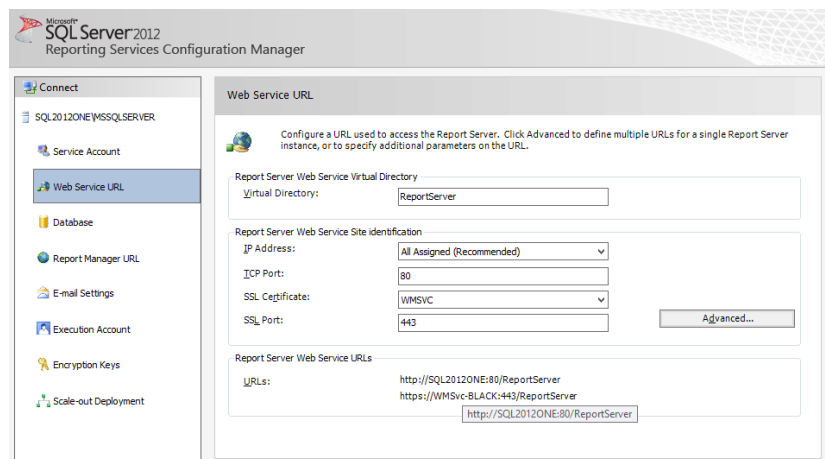 Microsoft®
SQL Server® 2012
Reporting Services Configuration Manager
Connect
SQL2012ONE\MSSQLSERVER
Service Account
Web Service URL
Database
Report Manager URL
E-mail Settings
Execution Account
Encryption Keys
Scale-out Deployment
Web Service URL
Configure a URL used to access the Report Server. Click Advanced to define multiple URLs for a single Report Server
instance, or to specify additional parameters on the URL.
Report Server Web Service Virtual Directory
Virtual Directory:
ReportServer
Report Server Web Service Site identification
IP Address:
All Assigned (Recommended)
TCP Port:
80
SSL Certificate:
WMSVC
SSL Port:
443
Advanced...
Report Server Web Service URLs
URLs:
http://SQL2012ONE:80/ReportServer
https://WMSvc-BLACK:443/ReportServer
http://SQL2012ONE:80/ReportServer